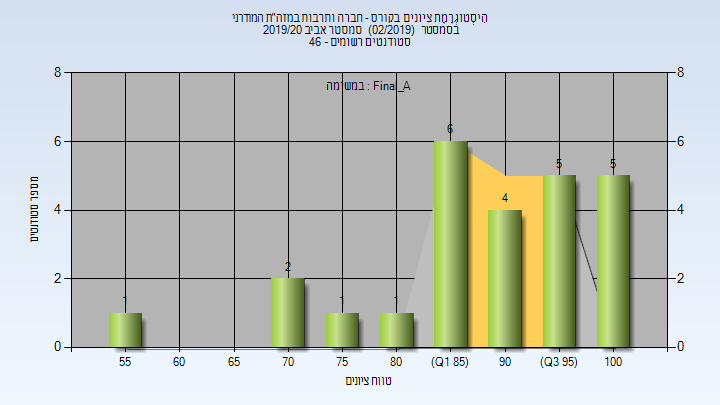 היסטוגרמת ציונים בקורס - חברה ותרבות במזה"ת המודרני
בסמסטר (02/2019) סמסטר אביב 2019/20
סטודנטים רשומים - 46
במשימה : Final_A
8 8
6 6
4 4
2 2
0 0
6 5 5
4
2
1 1 1
מספר סטודנטים
55 60 65 70 75 80 (Q1 85) 90 (Q3 95) 100
טווח ציונים